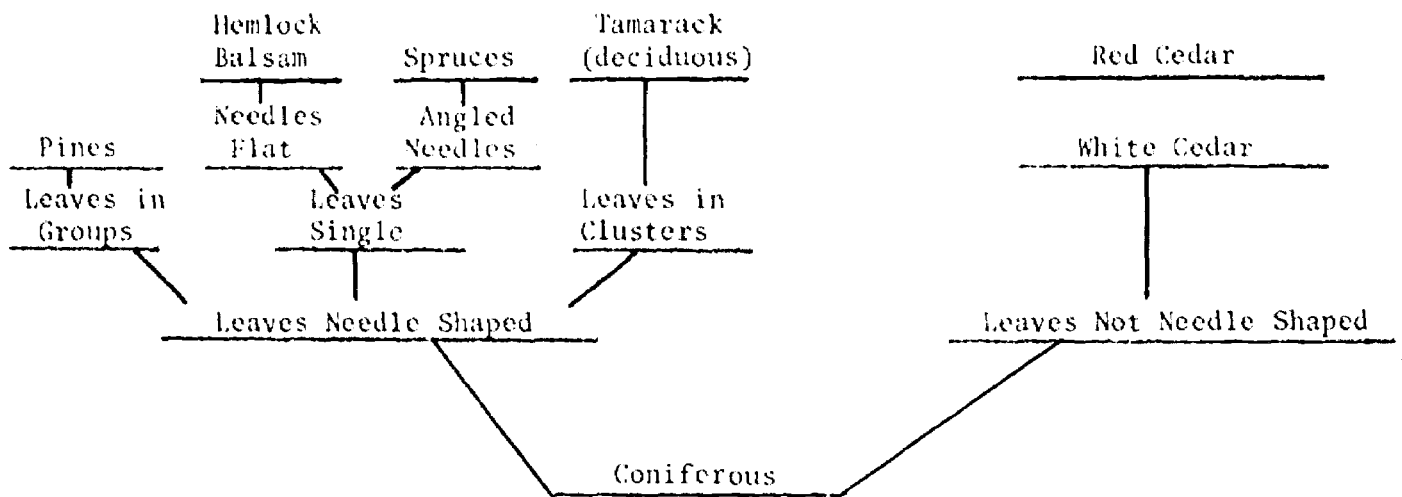 Hemlock
Balsam
Spruces
Tamarack
(deciduous)
Red Cedar
Needles
Flat
Angled
Needles
Pines
White Cedar
Leaves in
Groups
Leaves
Single
Leaves in
Clusters
Leaves Needle Shaped
Leaves Not Needle Shaped
Coniferous